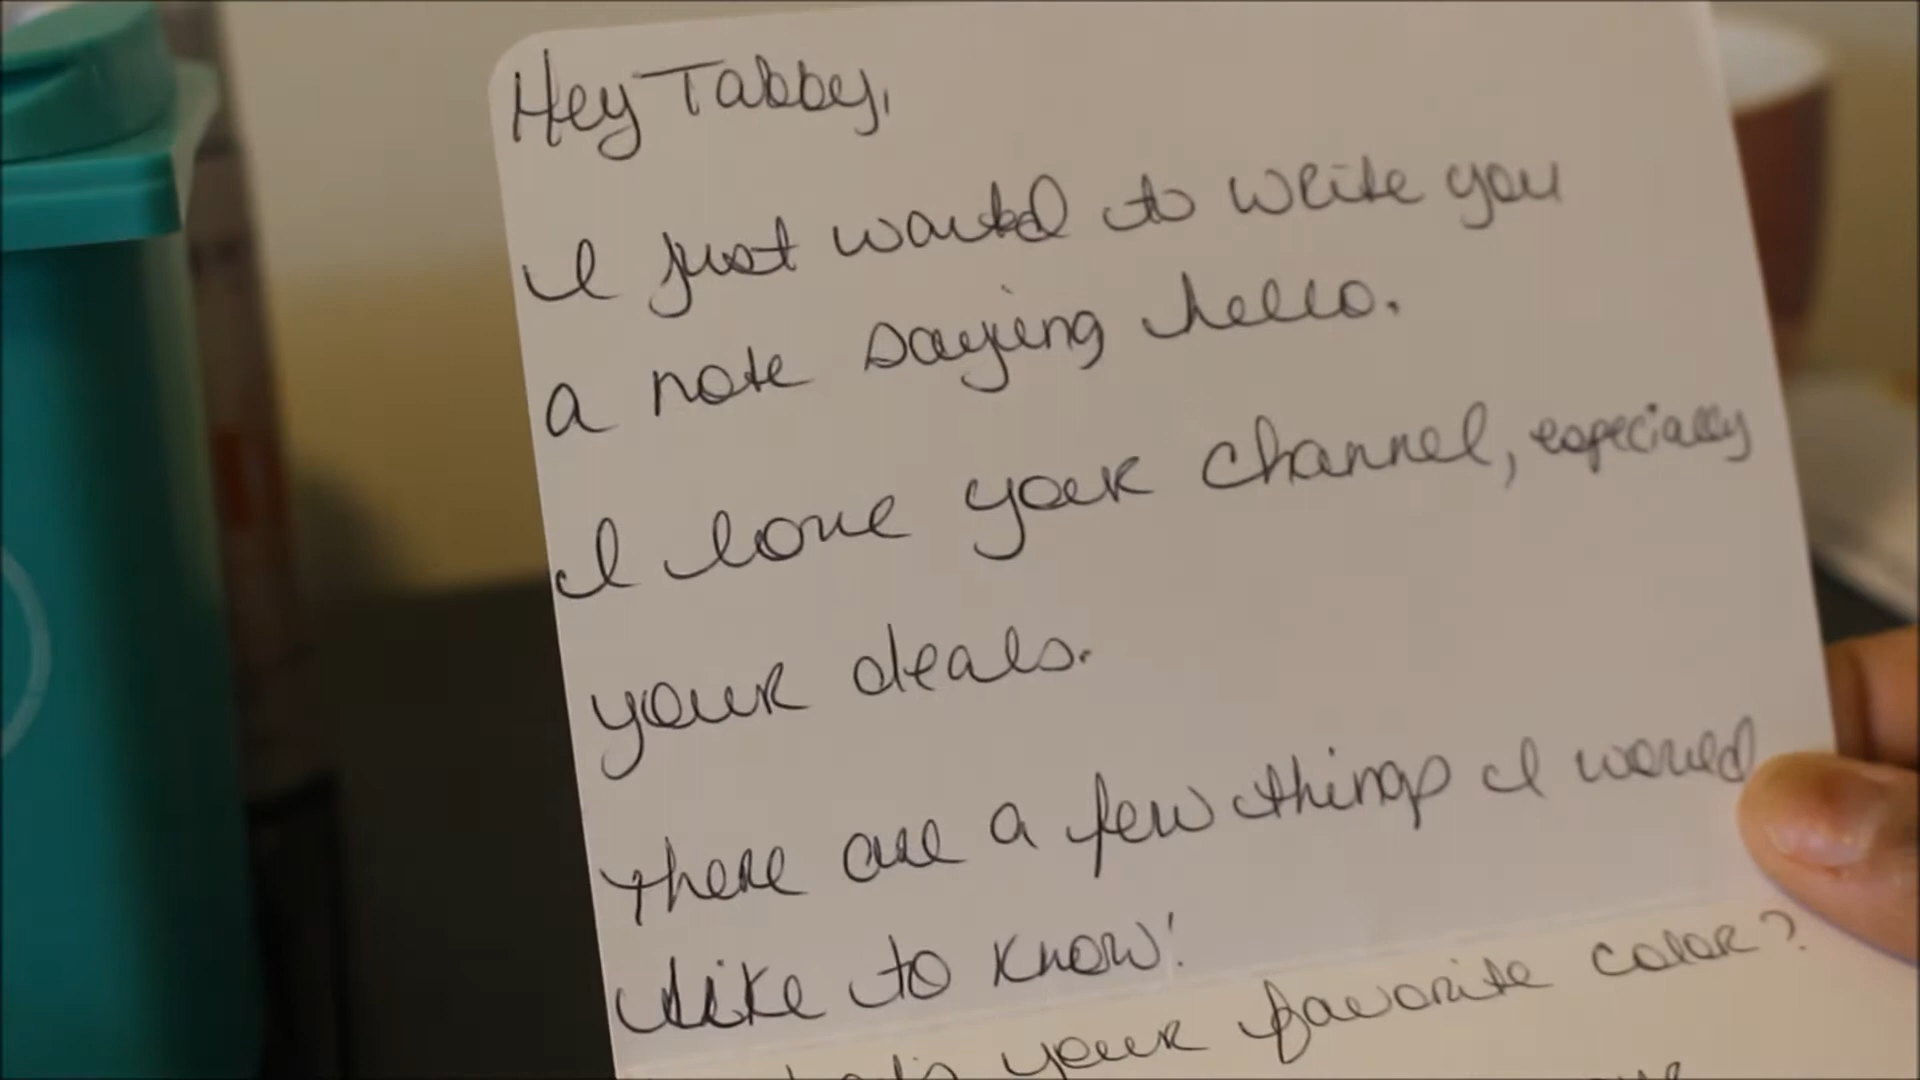 Hey Tabby,
I just wanted to write you
a note saying hello.
I love your channel, especially
your deals.
There are a few things I would
like to know!
your favorite color?